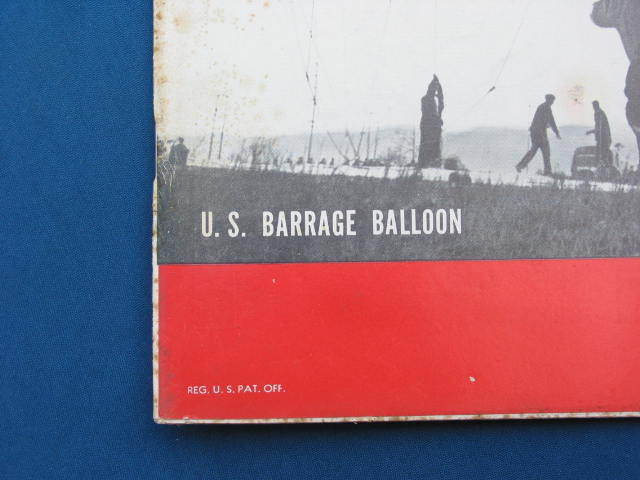 U. S. BARRAGE BALLOON
REG. U. S. PAT. OFF.